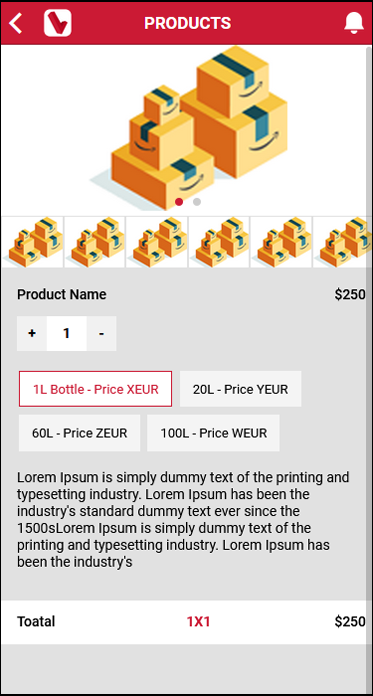 PRODUCTS
Product Name $250
+ 1 -
1L Bottle - Price XEUR 20L - Price YEUR
60L - Price ZEUR 100L - Price WEUR
Lorem Ipsum is simply dummy text of the printing and
typesetting industry. Lorem Ipsum has been the
industry's standard dummy text ever since the
1500sLorem Ipsum is simply dummy text of the
printing and typesetting industry. Lorem Ipsum has
been the industry's
Toatal 1X1 $250